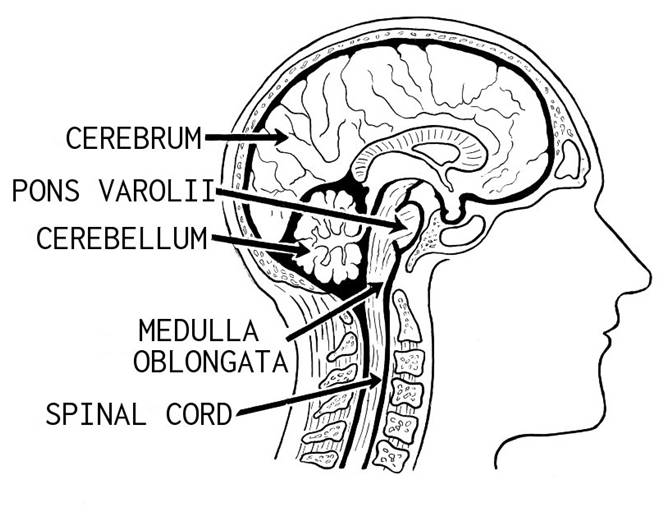 CEREBRUM
PONS VAROLII
CEREBELLUM
MEDULLA
OBLONGATA
SPINAL CORD